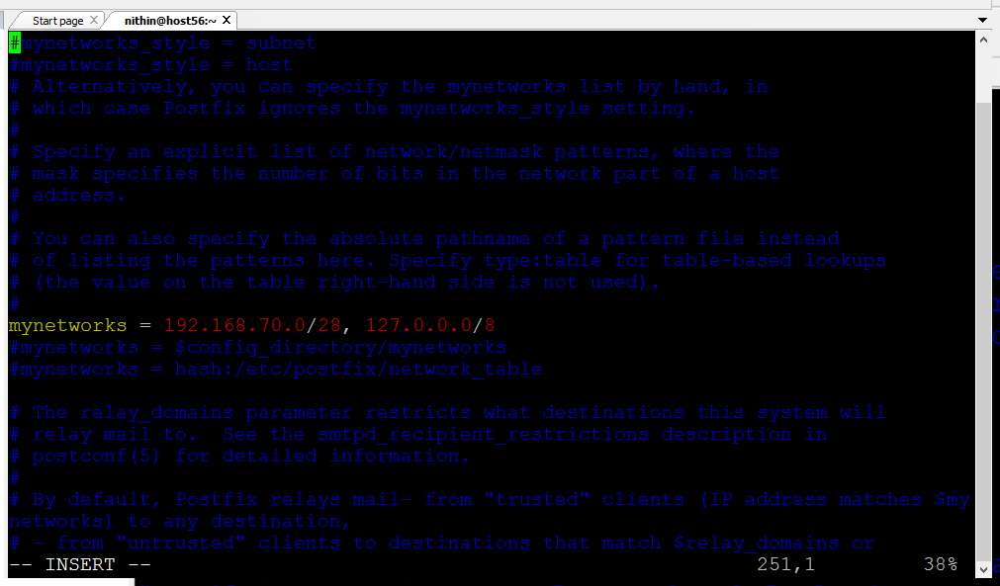 Start page
nithin@host56:~
#mynetworks_style = subnet
#mynetworks_style = host
# Alternatively, you can specify the mynetworks list by hand, in
# which case Postfix ignores the mynetworks_style setting.
#
# Specify an explicit list of network/netmask patterns, where the
# mask specifies the number of bits in the network part of a host
# address.
#
# You can also specify the absolute pathname of a pattern file instead
# of listing the patterns here. Specify type:table for table-based lookups
# (the value on the table right-hand side is not used).
#
mynetworks = 192.168.70.0/28, 127.0.0.0/8
#mynetworks = $config_directory/mynetworks
#mynetworks = hash:/etc/postfix/network_table
# The relay_domains parameter restricts what destinations this system will
# relay mail to.  See the smtpd_recipient_restrictions description in
# postconf(5) for detailed information.
#
# By default, Postfix relays mail- from "trusted" clients (IP address matches $my
networks) to any destination,
# - from "untrusted" clients to destinations that match $relay_domains or
-- INSERT -- 251,1 38%